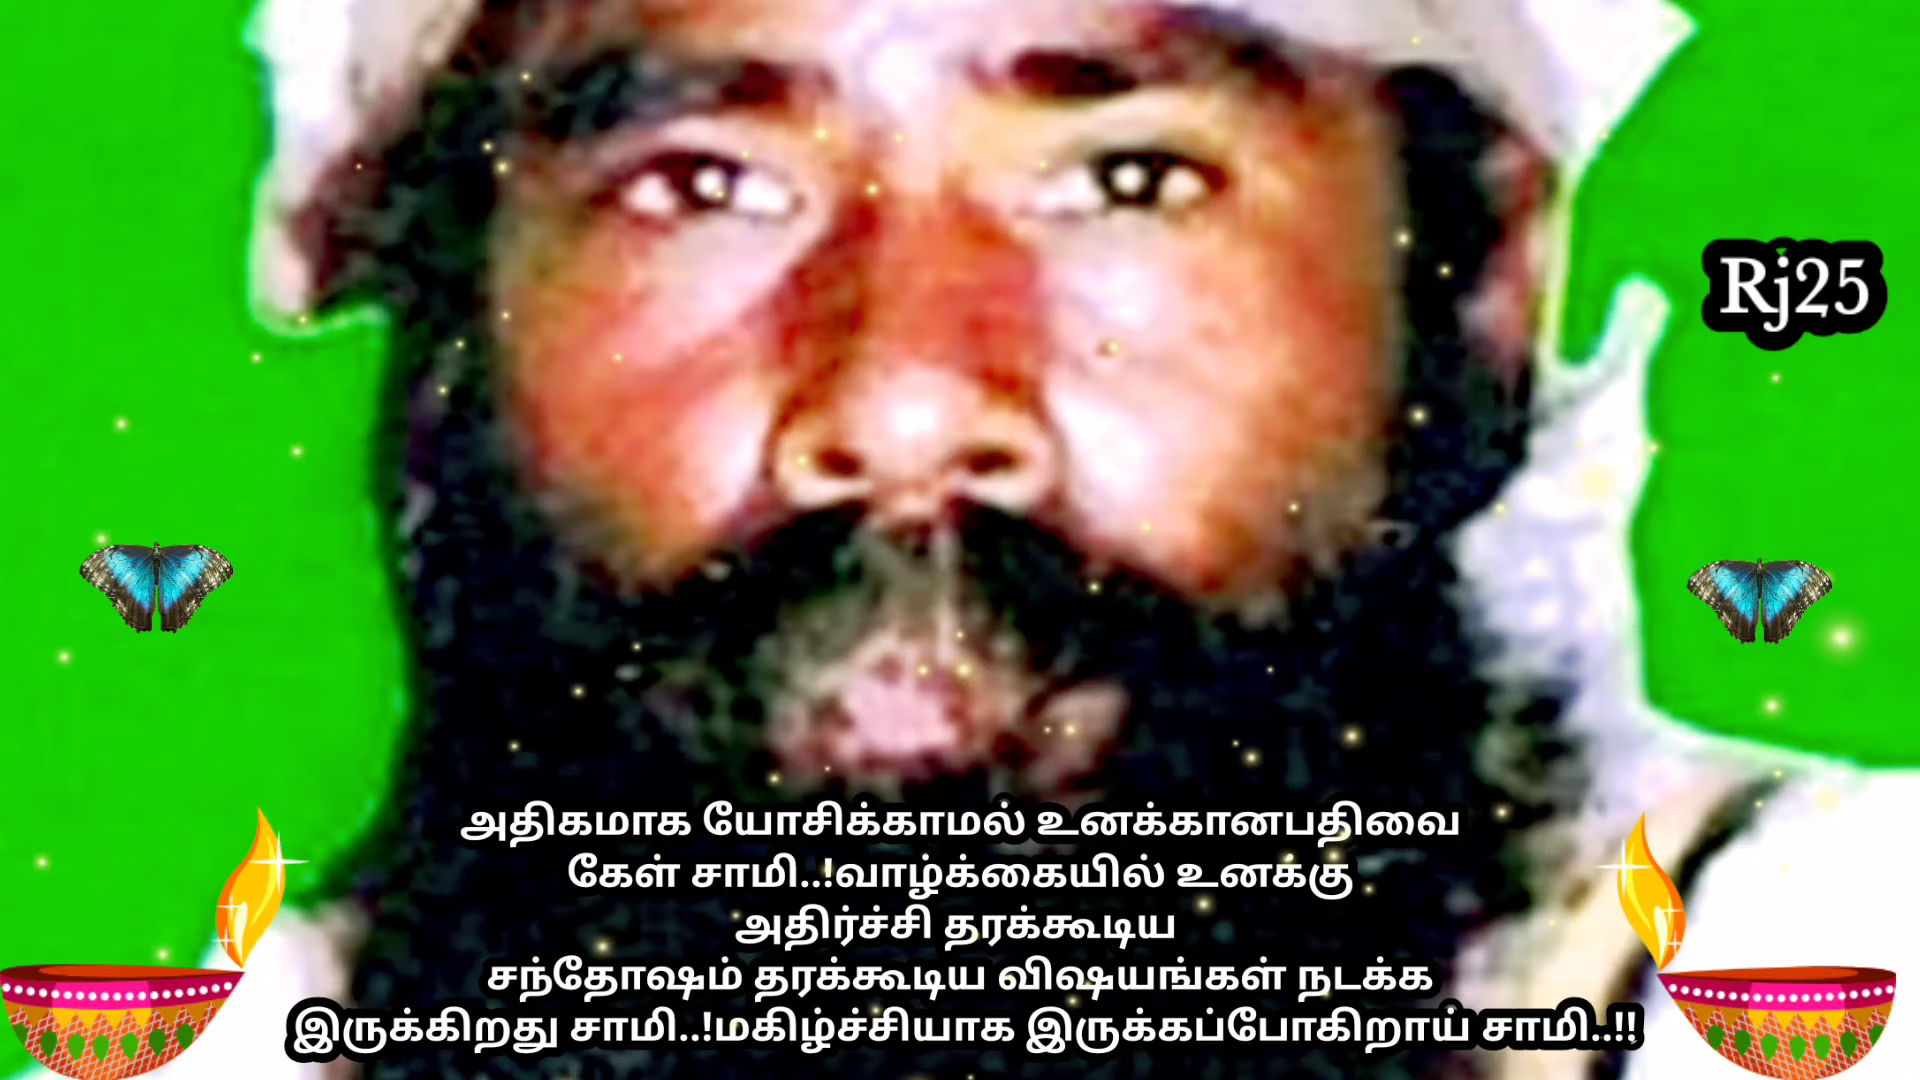 Rj25
அதிகமாக யோசிக்காமல் உனக்கானபதிவை
கேள் சாமி..!வாழ்க்கையில் உனக்கு
அதிர்ச்சி தரக்கூடிய
சந்தோஷம் தரக்கூடிய விஷயங்கள் நடக்க
இருக்கிறது சாமி..!மகிழ்ச்சியாக இருக்கப்போகிறாய் சாமி..!!